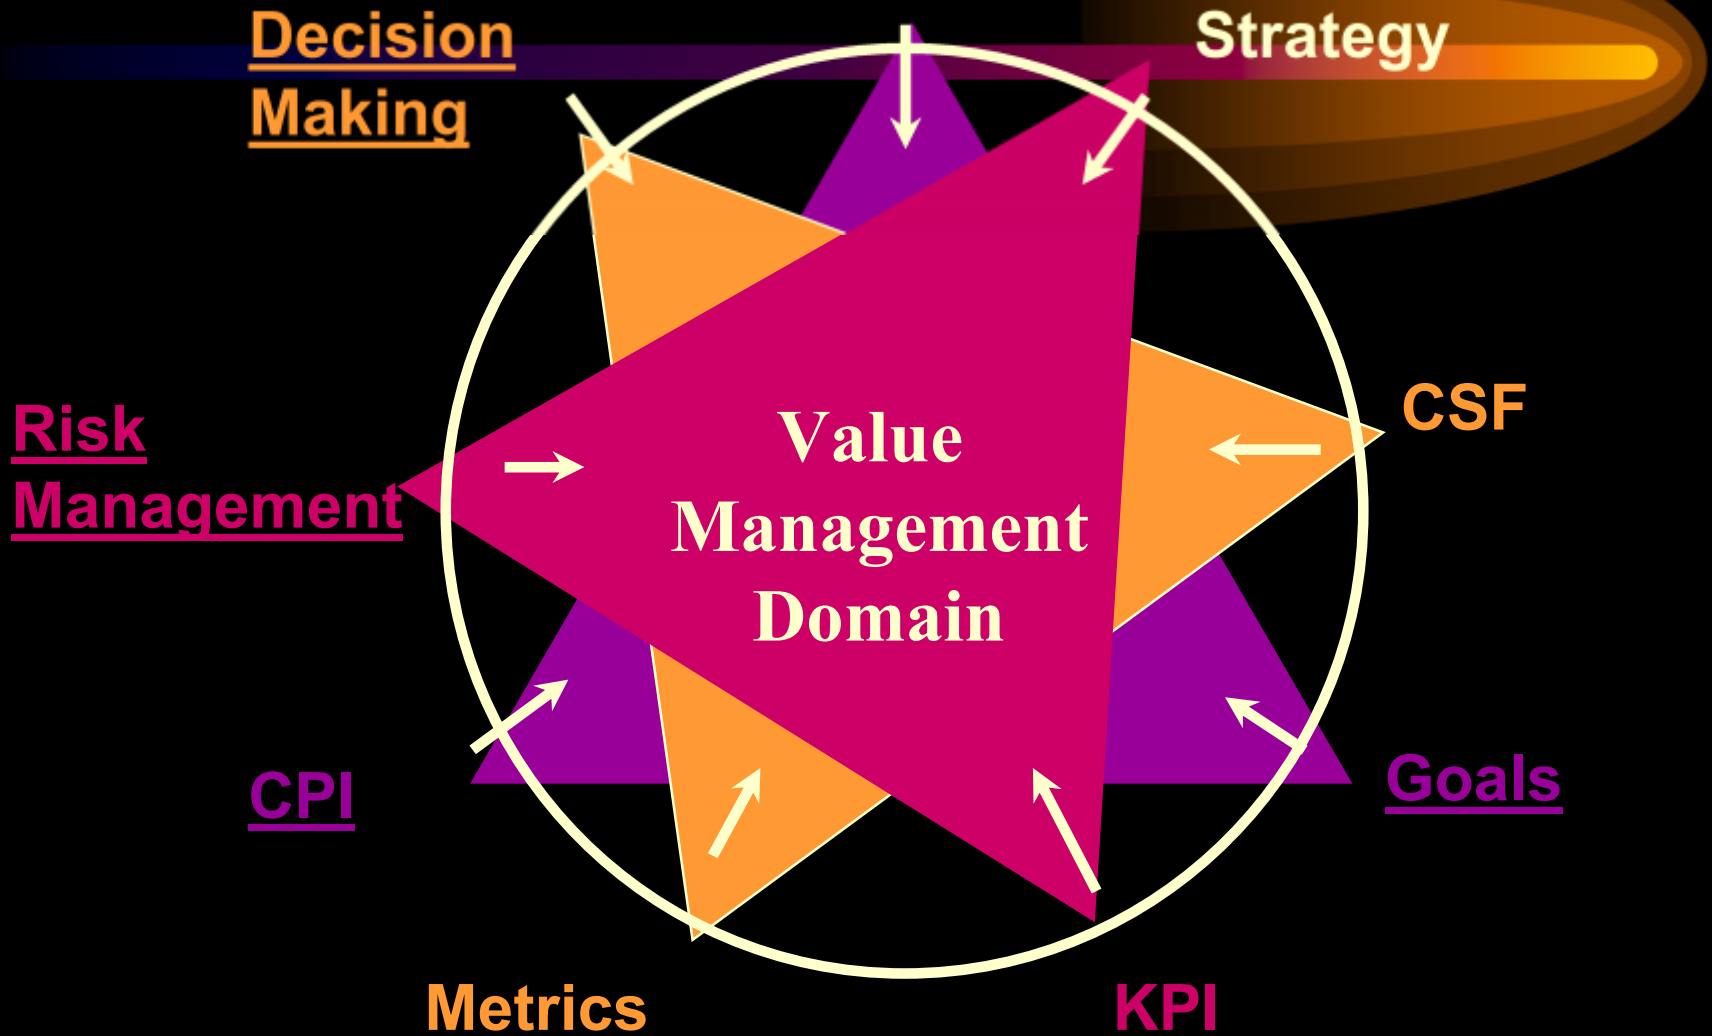 Decision
Making
Strategy
CSF
Risk
Management
Value
Management
Domain
CPI
Goals
Metrics
KPI